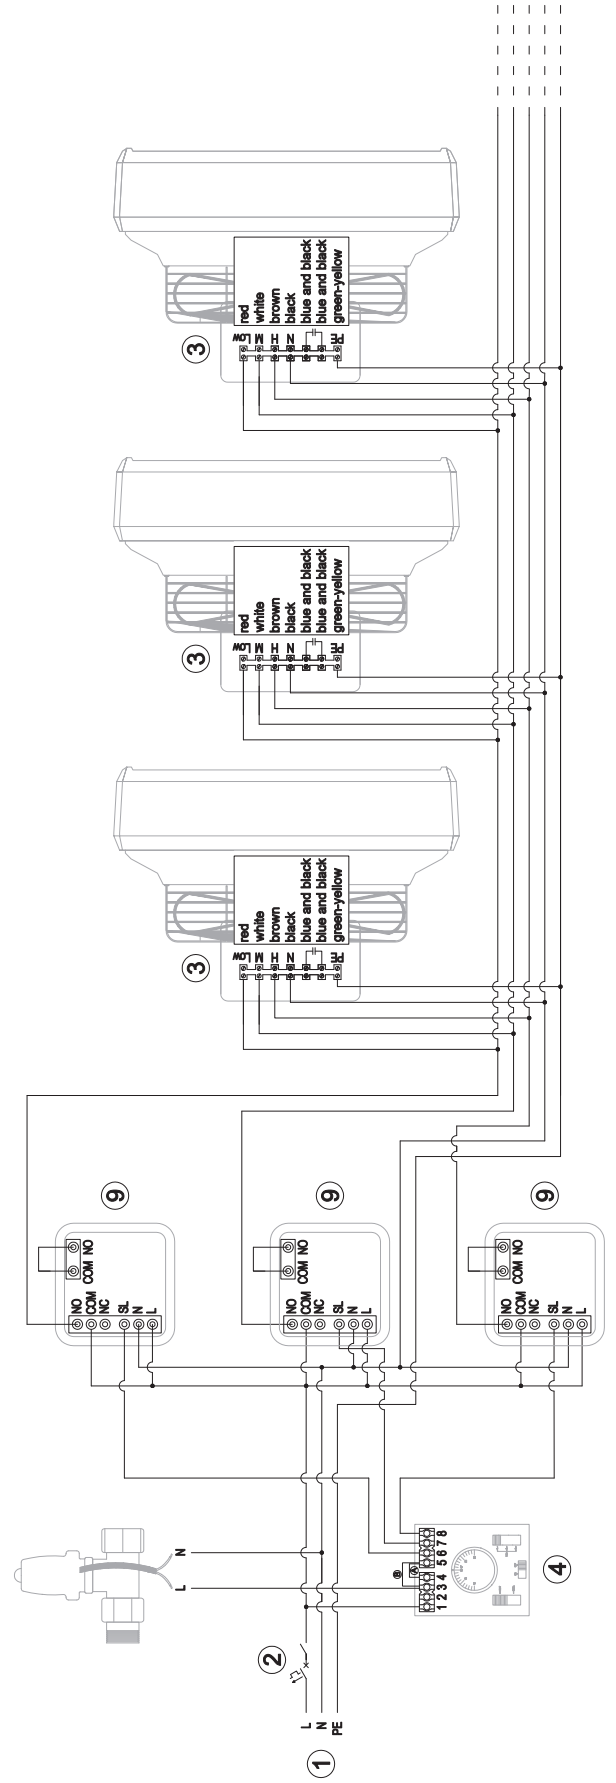 1
L
N
PE
2
L
N
1 2 3 4 5 6 7 8
A
B
4
NO
COM
NC
SL
N
L
COM NO
9
NO
COM
NC
SL
N
L
COM NO
9
NO
COM
NC
SL
N
L
COM NO
9
3
Low red
M white
H brown
N black
blue and black
blue and black
PE green-yellow
3
Low red
M white
H brown
N black
blue and black
blue and black
PE green-yellow
3
Low red
M white
H brown
N black
blue and black
blue and black
PE green-yellow